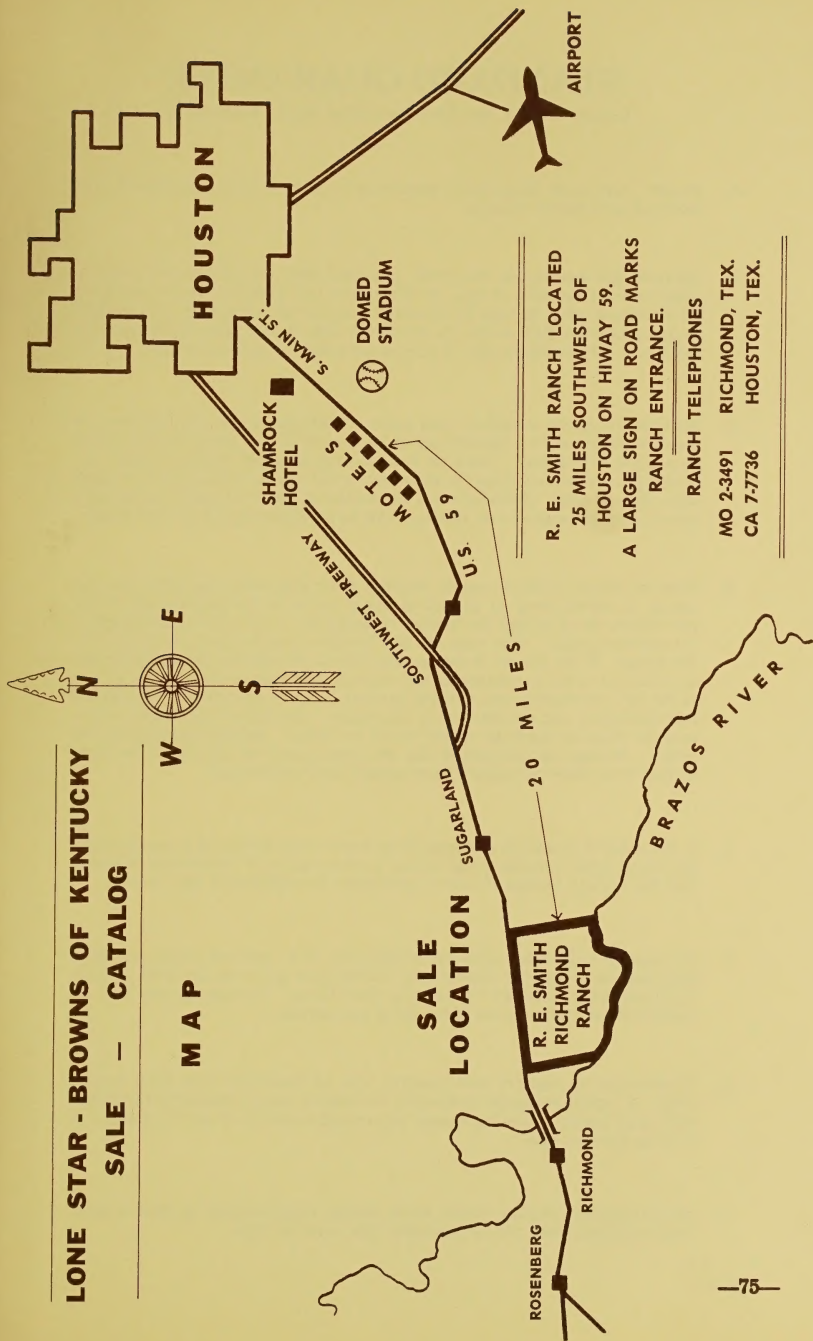 LONE STAR - BROWNS OF KENTUCKY
SALE – CATALOG
MAP
N
W
E
S
HOUSTON
S. MAIN ST.
SHAMROCK
HOTEL
DOMED
STADIUM
MOTELS
AIRPORT
SOUTHWEST FREEWAY
U.S. 59
20 MILES
SUGARLAND
SALE
LOCATION
R. E. SMITH
RICHMOND
RANCH
BRAZOS RIVER
RICHMOND
ROSENBERG
R. E. SMITH RANCH LOCATED
25 MILES SOUTHWEST OF
HOUSTON ON HIWAY 59.
A LARGE SIGN ON ROAD MARKS
RANCH ENTRANCE.
RANCH TELEPHONES
MO 2-3491 RICHMOND, TEX.
CA 7-7736 HOUSTON, TEX.
—75—